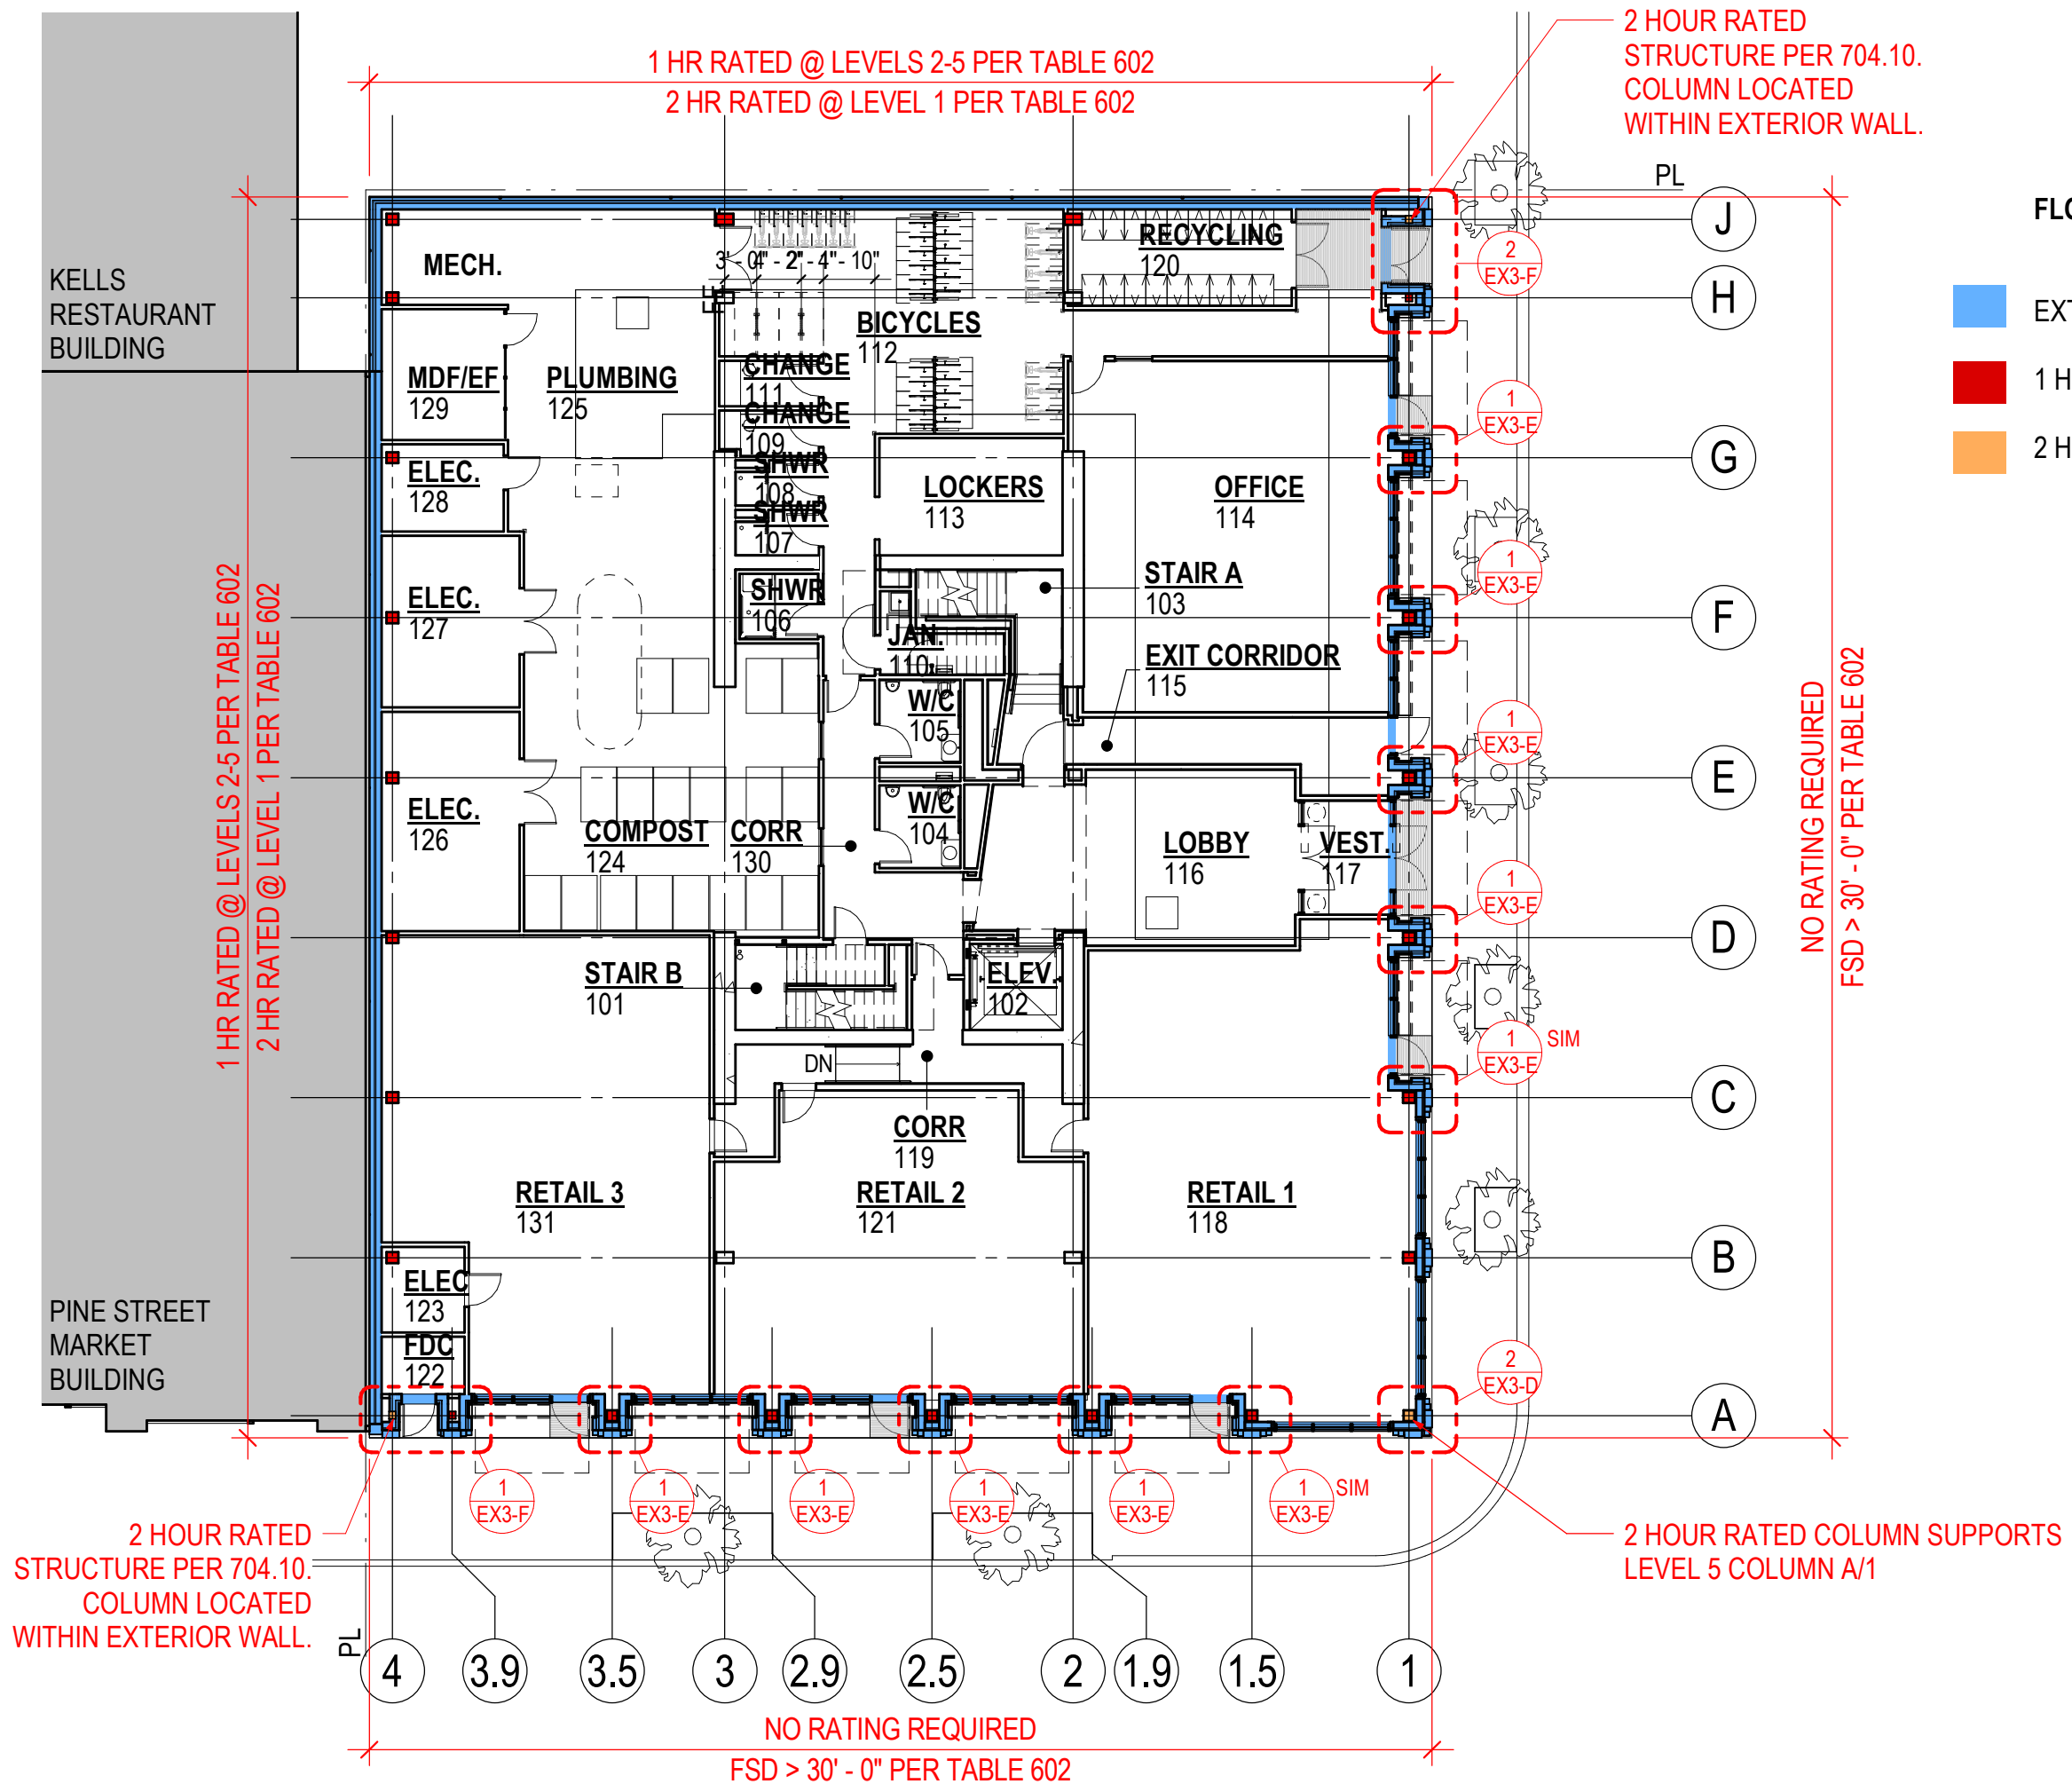 1 HR RATED @ LEVELS 2-5 PER TABLE 602
2 HR RATED @ LEVEL 1 PER TABLE 602
2 HOUR RATED
STRUCTURE PER 704.10.
COLUMN LOCATED
WITHIN EXTERIOR WALL.
PL
KELLS
RESTAURANT
BUILDING
PINE STREET
MARKET
BUILDING
1 HR RATED @ LEVELS 2-5 PER TABLE 602
2 HR RATED @ LEVEL 1 PER TABLE 602
MECH.
3' - 0"
4" - 2"
4" - 10"
RECYCLING
120
BICYCLES
112
MDF/EF
129
PLUMBING
125
CHANGE
111
CHANGE
109
SHWR
108
SHWR
107
SHWR
106
ELEC.
128
LOCKERS
113
OFFICE
114
ELEC.
127
STAIR A
103
JAN.
110
EXIT CORRIDOR
115
W/C
105
W/C
104
ELEC.
126
COMPOST
124
CORR
130
LOBBY
116
VEST.
117
STAIR B
101
ELEV.
102
DN
CORR
119
RETAIL 3
131
RETAIL 2
121
RETAIL 1
118
ELEC
123
FDC
122
2
EX3-F
1
EX3-E
1
EX3-E
1
EX3-E
1
EX3-E
1
EX3-E
SIM
2
EX3-D
J
H
G
F
E
D
C
B
A
NO RATING REQUIRED
FSD > 30' - 0" PER TABLE 602
FLO
EXT
1 H
2 H
1
EX3-F
1
EX3-E
1
EX3-E
1
EX3-E
1
EX3-E
1
EX3-E
SIM
2 HOUR RATED
STRUCTURE PER 704.10.
COLUMN LOCATED
WITHIN EXTERIOR WALL.
2 HOUR RATED COLUMN SUPPORTS
LEVEL 5 COLUMN A/1
PL
4
3.9
3.5
3
2.9
2.5
2
1.9
1.5
1
NO RATING REQUIRED
FSD > 30' - 0" PER TABLE 602